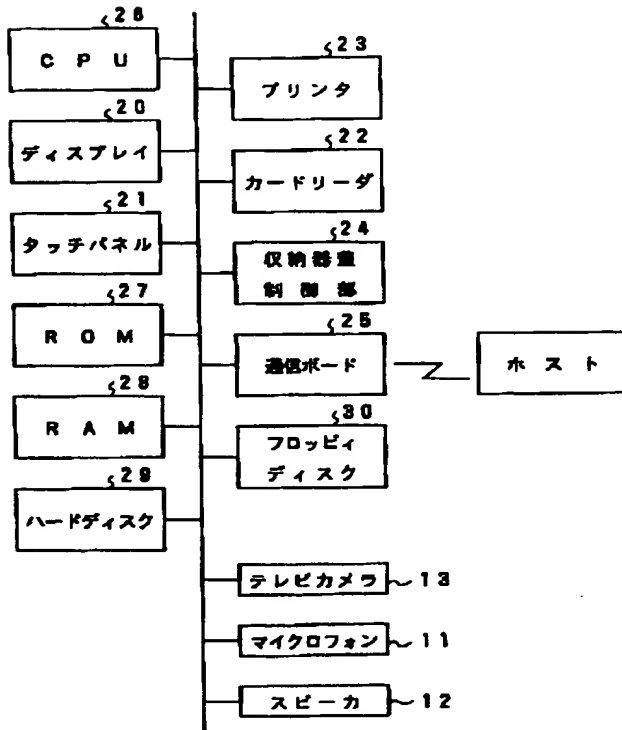 26
CPU
20
ディスプレイ
21
タッチパネル
27
ROM
28
RAM
29
ハードディスク
23
プリンタ
22
カードリーダ
24
収納器蓋
制御部
25
通信ボード
ホスト
30
フロッピィ
ディスク
テレビカメラ 13
マイクロフォン 11
スピーカ 12